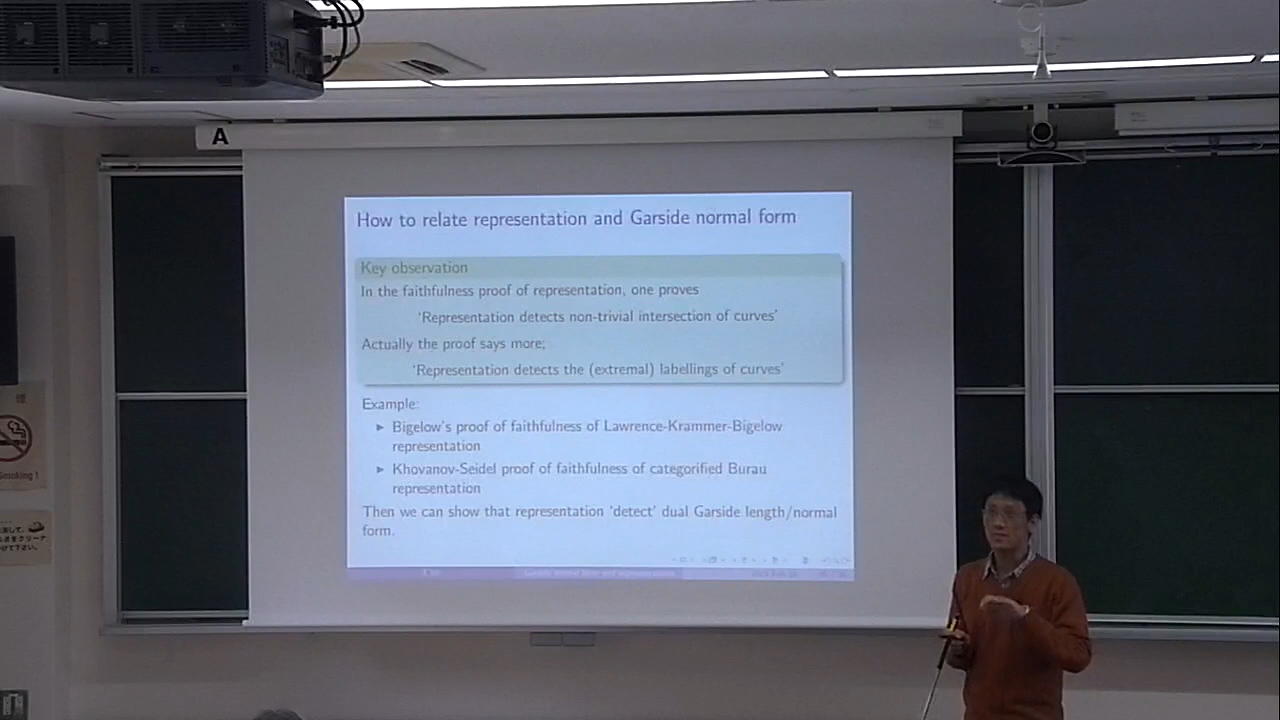 A
How to relate representation and Garside normal form
Key observation
In the faithfulness proof of representation, one proves
‘Representation detects non-trivial intersection of curves’
Actually the proof says more;
‘Representation detects the (extremal) labellings of curves’
Example:
▶ Bigelow's proof of faithfulness of Lawrence-Krammer-Bigelow
representation
▶ Khovanov-Seidel proof of faithfulness of categorified Burau
representation
Then we can show that representation ‘detect’ dual Garside length/normal
form.